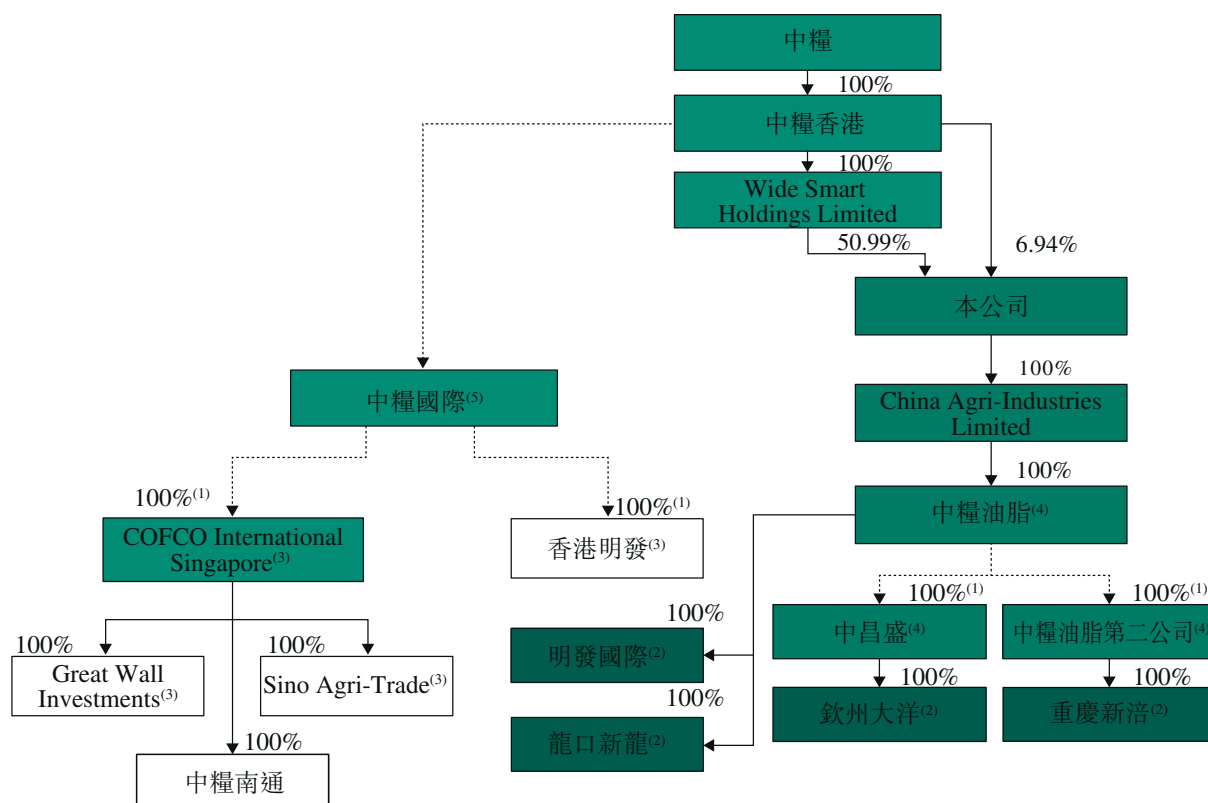 中糧
100%
中糧香港
100%
Wide Smart
Holdings Limited
50.99%
6.94%
本公司
100%
中糧國際(5)
China Agri-Industries
Limited
100%
100%(1)
100%(1)
中糧油脂(4)
COFCO International
Singapore(3)
香港明發(3)
100%
100%(1)
100%(1)
明發國際(2)
中昌盛(4)
中糧油脂第二公司(4)
100%
100%
Great Wall
Investments(3)
Sino Agri-Trade(3)
100%
100%
100%
龍口新龍(2)
欽州大洋(2)
重慶新涪(2)
100%
中糧南通